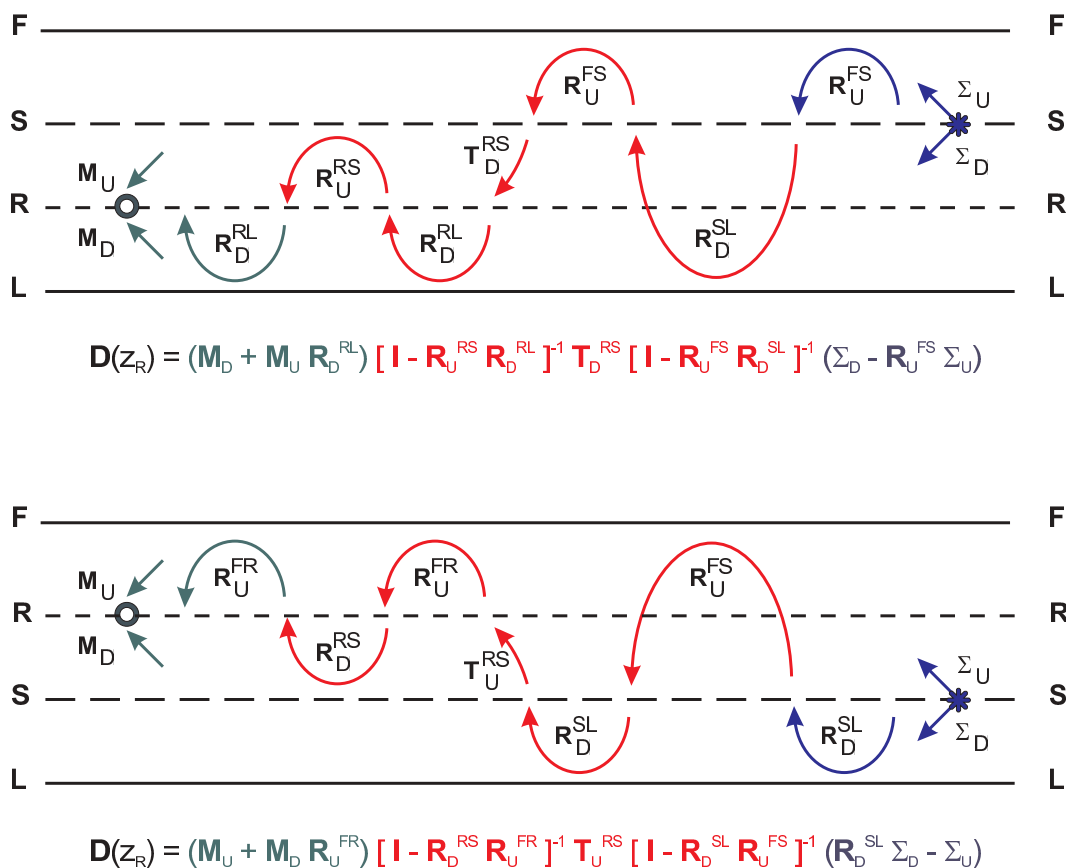 F F
R_U^FS R_U^FS Σ_U
S S
T_D^RS Σ_D
M_U R_U^RS
R R
M_D R_D^RL R_D^RL R_D^SL
L L
D(z_R) = (M_D + M_U R_D^RL) [ I - R_U^RS R_D^RL ]^-1 T_D^RS [ I - R_U^FS R_D^SL ]^-1 (Σ_D - R_U^FS Σ_U)
F F
M_U R_U^FR R_U^FR R_U^FS
R R
M_D R_D^RS T_U^RS Σ_U
S S
R_D^SL R_D^SL Σ_D
L L
D(z_R) = (M_U + M_D R_U^FR) [ I - R_D^RS R_U^FR ]^-1 T_U^RS [ I - R_D^SL R_U^FS ]^-1 (R_D^SL Σ_D - Σ_U)